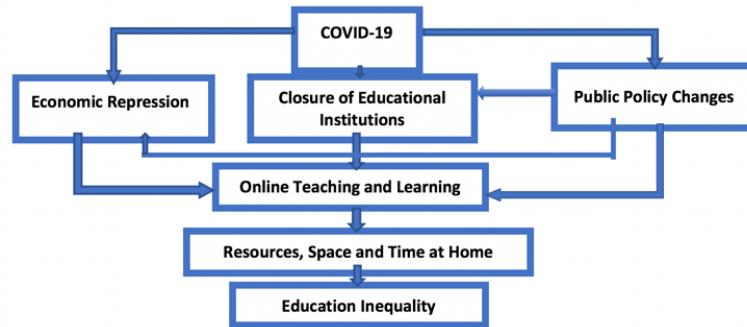 COVID-19
Economic Repression
Closure of Educational
Institutions
Public Policy Changes
Online Teaching and Learning
Resources, Space and Time at Home
Education Inequality